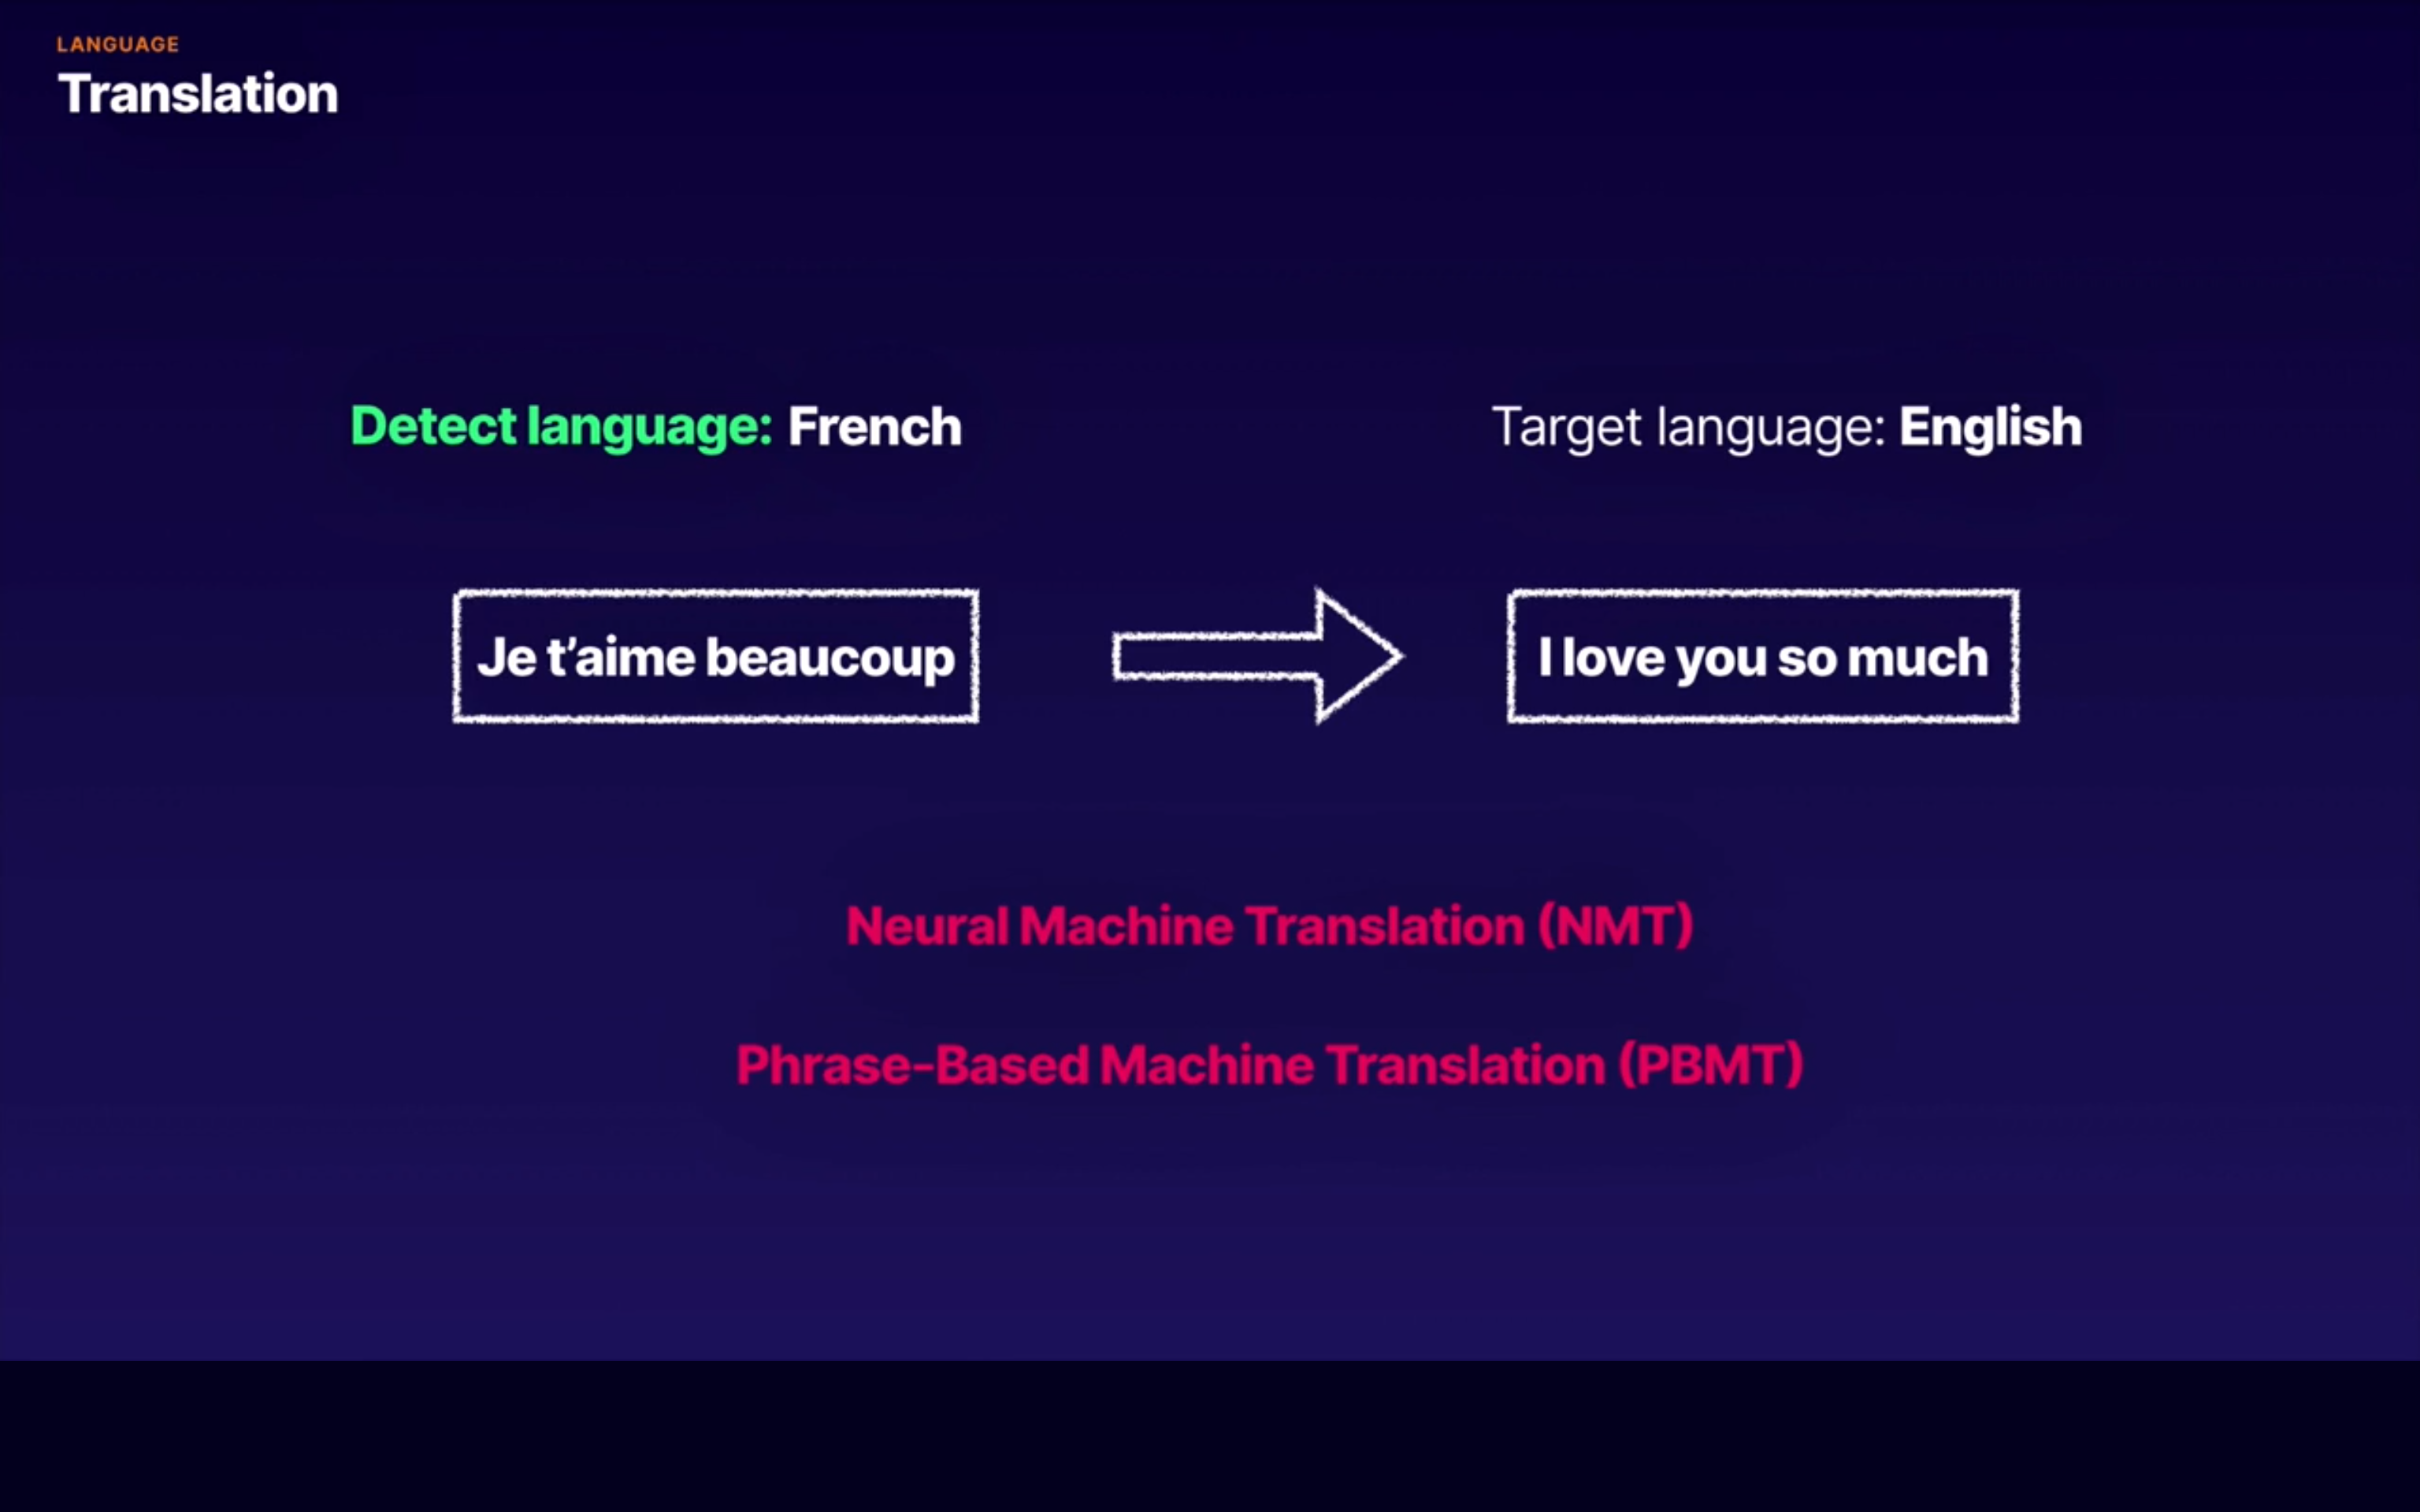 LANGUAGE
Translation
Detect language: French
Target language: English
Je t’aime beaucoup
I love you so much
Neural Machine Translation (NMT)
Phrase-Based Machine Translation (PBMT)